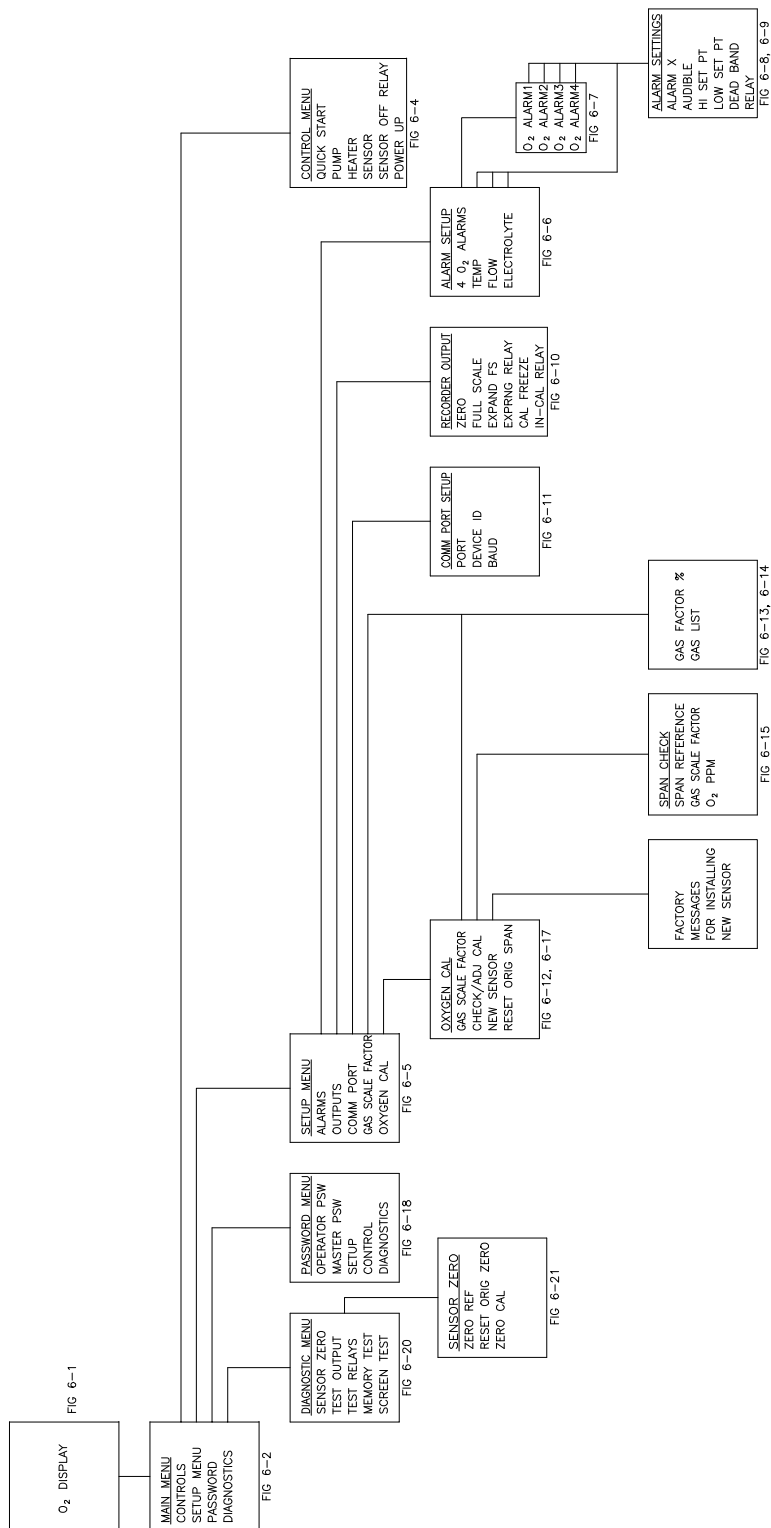 O₂ DISPLAY
FIG 6-1
MAIN MENU
CONTROLS
SETUP MENU
PASSWORD
DIAGNOSTICS
FIG 6-2
DIAGNOSTIC MENU
SENSOR ZERO
TEST OUTPUT
TEST RELAYS
MEMORY TEST
SCREEN TEST
FIG 6-20
PASSWORD MENU
OPERATOR PSW
MASTER PSW
SETUP
CONTROL
DIAGNOSTICS
FIG 6-18
SETUP MENU
ALARMS
OUTPUTS
COMM PORT
GAS SCALE FACTOR
OXYGEN CAL
FIG 6-5
CONTROL MENU
QUICK START
PUMP
HEATER
SENSOR
SENSOR OFF RELAY
POWER UP
FIG 6-4
SENSOR ZERO
ZERO REF
RESET ORIG ZERO
ZERO CAL
FIG 6-21
OXYGEN CAL
GAS SCALE FACTOR
CHECK/ADJ CAL
NEW SENSOR
RESET ORIG SPAN
FIG 6-12, 6-17
COMM PORT SETUP
PORT
DEVICE ID
BAUD
FIG 6-11
RECORDER OUTPUT
ZERO
FULL SCALE
EXPAND FS
EXPRNG RELAY
CAL FREEZE
IN-CAL RELAY
FIG 6-10
ALARM SETUP
4 O₂ ALARMS
TEMP
FLOW
ELECTROLYTE
FIG 6-6
O₂ ALARM1
O₂ ALARM2
O₂ ALARM3
O₂ ALARM4
FIG 6-7
FACTORY
MESSAGES
FOR INSTALLING
NEW SENSOR
SPAN CHECK
SPAN REFERENCE
GAS SCALE FACTOR
O₂ PPM
FIG 6-15
GAS FACTOR %
GAS LIST
FIG 6-13, 6-14
ALARM SETTINGS
ALARM X
AUDIBLE
HI SET PT
LOW SET PT
DEAD BAND
RELAY
FIG 6-8, 6-9